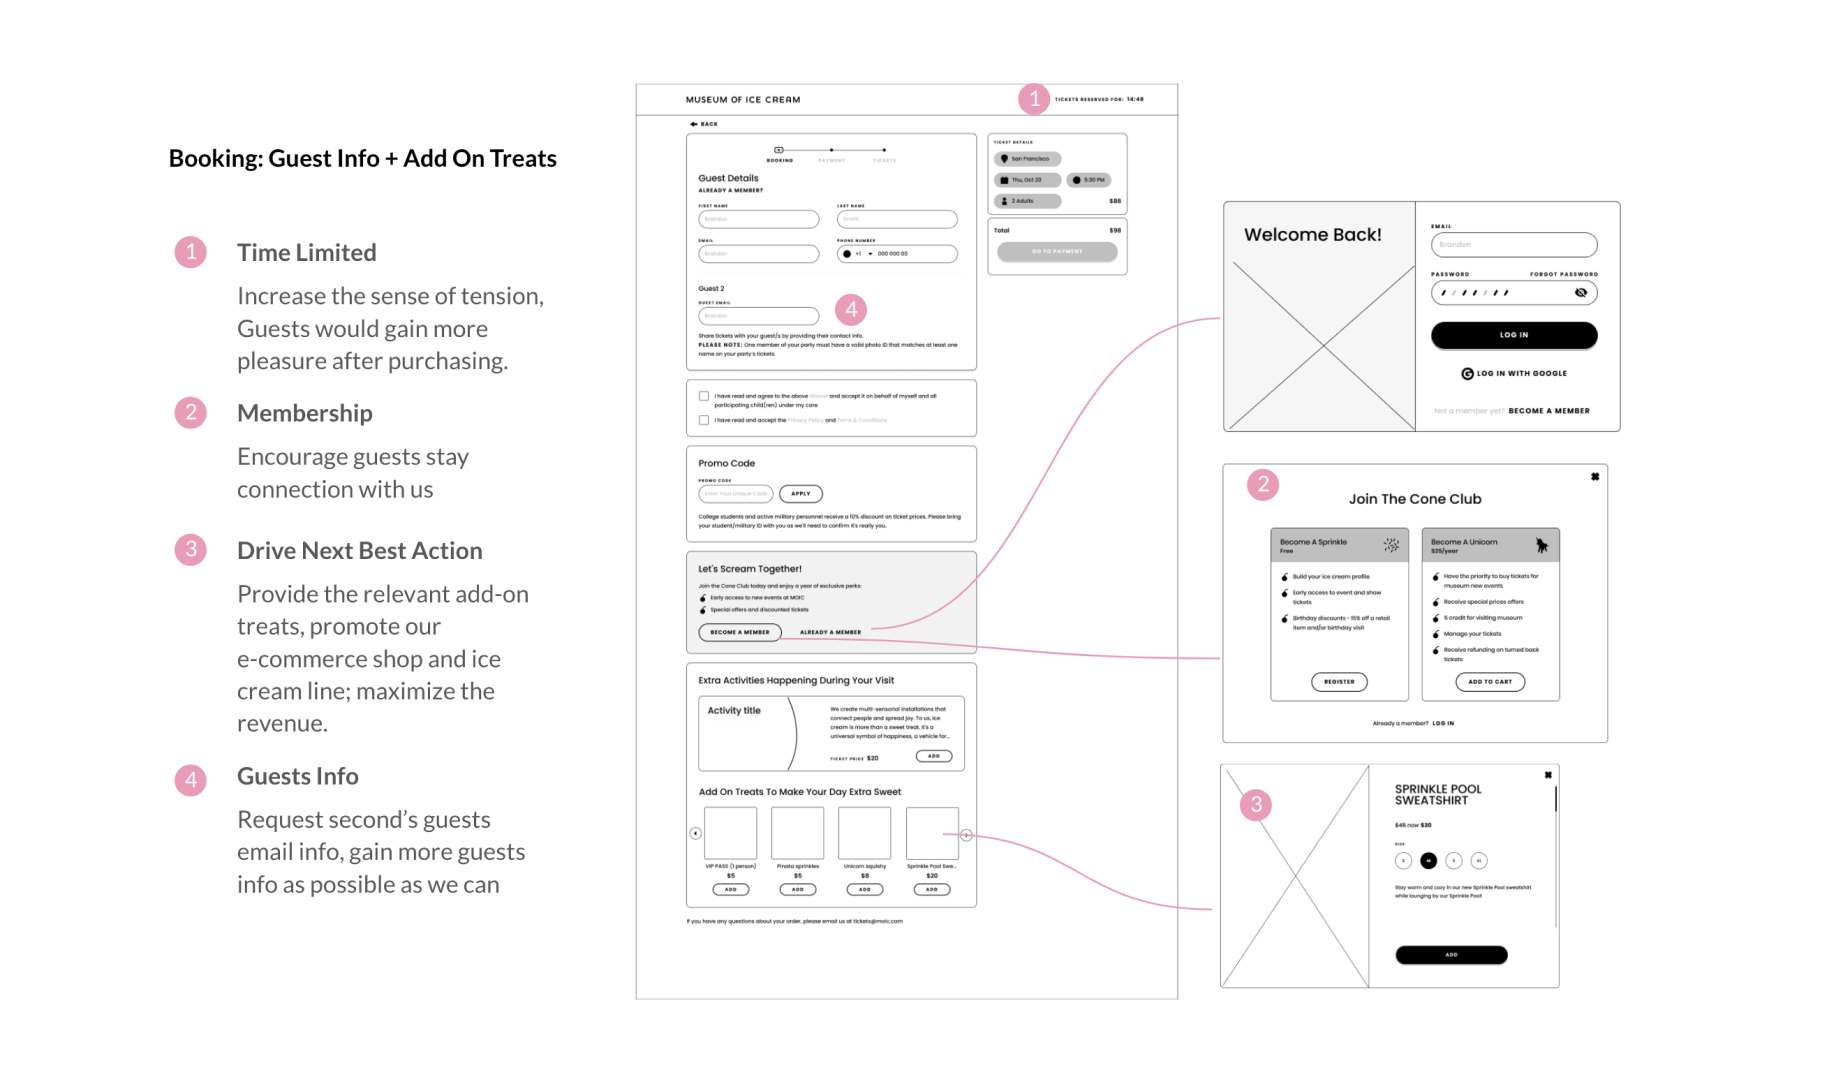 Booking: Guest Info + Add On Treats
1
Time Limited
Increase the sense of tension,
Guests would gain more
pleasure after purchasing.
2
Membership
Encourage guests stay
connection with us
3
Drive Next Best Action
Provide the relevant add-on
treats, promote our
e-commerce shop and ice
cream line; maximize the
revenue.
4
Guests Info
Request second's guests
email info, gain more guests
info as possible as we can
MUSEUM OF ICE CREAM
1
TICKETS RESERVED FOR: 14:48
BACK
BOOKING
PAYMENT
TICKETS
Guest Details
ALREADY A MEMBER?
FIRST NAME
LAST NAME
Brandon
Smith
EMAIL
PHONE NUMBER
Brandon
+1
000 000 00
Guest 2
GUEST EMAIL
Brandon
4
Share tickets with your guest/s by providing their contact info.
PLEASE NOTE: One member of your party must have a valid photo ID that matches at least one
name on your party's tickets.
I have read and agree to the above Waiver and accept it on behalf of myself and all
participating child(ren) under my care
I have read and accept the Privacy Policy and Terms & Conditions
Promo Code
PROMO CODE
Enter Your Unique Code
APPLY
College students and active military personnel receive a 10% discount on ticket prices. Please bring
your student/military ID with you as we'll need to confirm it's really you.
Let's Scream Together!
Join the Cone Club today and enjoy a year of exclusive perks:
Early access to new events at MOIC
Special offers and discounted tickets
BECOME A MEMBER
ALREADY A MEMBER
Extra Activities Happening During Your Visit
Activity title
We create multi-sensorial installations that
connect people and spread joy. To us, ice
cream is more than a sweet treat. It's a
universal symbol of happiness, a vehicle for...
TICKET PRICE $20
ADD
Add On Treats To Make Your Day Extra Sweet
VIP PASS (1 person)
$5
ADD
Pinata sprinkles
$5
ADD
Unicorn squishy
$8
ADD
Sprinkle Pool Swe...
$20
ADD
If you have any questions about your order, please email us at tickets@moic.com
TICKET DETAILS
San Francisco
Thu, Oct 20
5:30 PM
2 Adults
$88
Total
$98
GO TO PAYMENT
Welcome Back!
EMAIL
Brandon
PASSWORD
FORGOT PASSWORD
LOG IN
G LOG IN WITH GOOGLE
Not a member yet? BECOME A MEMBER
2
Join The Cone Club
Become A Sprinkle
Free
Build your ice cream profile
Early access to event and show
tickets
Birthday discounts - 15% off a retail
item and/or birthday visit
REGISTER
Become A Unicorn
$25/year
Have the priority to buy tickets for
museum new events
Receive special prices offers
5 credit for visiting museum
Manage your tickets
Receive refunding on turned back
tickets
ADD TO CART
Already a member? LOG IN
3
SPRINKLE POOL
SWEATSHIRT
$45 now $30
SIZE
S
M
XL
Stay warm and cozy in our new Sprinkle Pool sweatshirt
while lounging by our Sprinkle Pool!
ADD